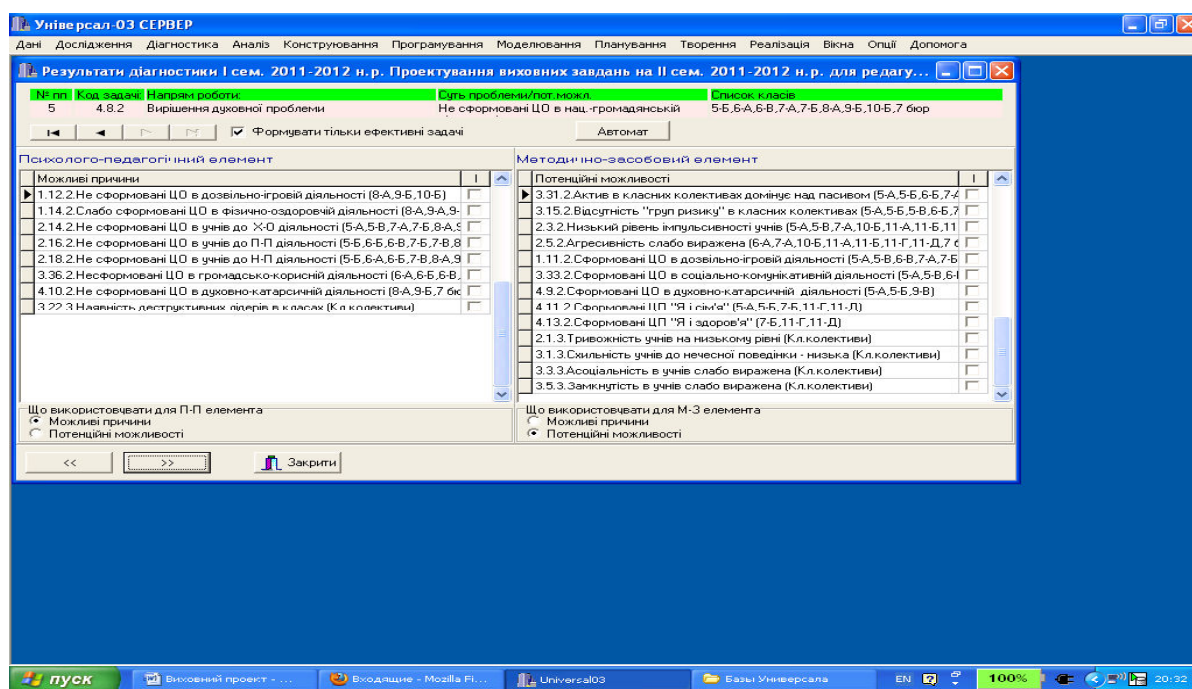 Універсал-03 СЕРВЕР
Дані Дослідження Діагностика Аналіз Конструювання Програмування Моделювання Планування Творення Реалізація Вікна Опції Допомога
Результати діагностики І сем. 2011-2012 н.р. Проектування виховних завдань на ІІ сем. 2011-2012 н.р. для редагу...
№ пп Код задачі: Напрям роботи: Суть проблеми/пот.можл. Список класів
5 4.8.2 Вирішення духовної проблеми Не сформовані ЦО в нац.-громадянській 5-Б,6-А,6-В,7-А,7-Б,8-А,9-Б,10-Б,7 бюр
Формувати тільки ефективні задачі Автомат
Психолого-педагогічний елемент
Можливі причини І
1.12.2.Не сформовані ЦО в дозвільно-ігровій діяльності (8-А,9-Б,10-Б)
1.14.2.Слабо сформовані ЦО в фізично-оздоровчій діяльності (8-А,9-А,9-
2.14.2.Не сформовані ЦО в учнів до Х-О діяльності (5-А,5-В,7-А,7-Б,8-А,
2.16.2.Не сформовані ЦО в учнів до П-П діяльності (5-Б,6-Б,6-В,7-Б,7-В,8
2.18.2.Не сформовані ЦО в учнів до Н-П діяльності (5-Б,6-А,6-Б,7-В,8-А,9
3.36.2.Несформовані ЦО в громадсько-корисній діяльності (6-А,6-Б,6-В,
4.10.2.Не сформовані ЦО в духовно-катарсичній діяльності (8-А,9-Б,7 бю
3.22.3.Наявність деструктивних лідерів в класах (Кл.колективи)
Що використовувати для П-П елемента
Можливі причини
Потенційні можливості
<< >> Закрити
Методично-засобовий елемент
Потенційні можливості І
3.31.2.Актив в класних колективах домінує над пасивом (5-А,5-Б,6-Б,7-А
3.15.2.Відсутність "груп ризику" в класних колективах (5-А,5-Б,5-В,6-Б,7
2.3.2.Низький рівень імпульсивності учнів (5-А,5-В,7-А,10-Б,11-А,11-Б,11
2.5.2.Агресивність слабо виражена (6-А,7-А,10-Б,11-А,11-Б,11-Г,11-Д,7
1.11.2.Сформовані ЦО в дозвільно-ігровій діяльності (5-А,5-В,6-В,7-А,7-Б
3.33.2.Сформовані ЦО в соціально-комунікативній діяльності (5-А,5-В,6-
4.9.2.Сформовані ЦО в духовно-катарсичній діяльності (5-А,5-Б,9-В)
4.11.2.Сформовані ЦП "Я і сім'я" (5-А,5-Б,7-Б,11-Г,11-Д)
4.13.2.Сформовані ЦП "Я і здоров'я" (7-Б,11-Г,11-Д)
2.1.3.Тривожність учнів на низькому рівні (Кл.колективи)
3.1.3.Схильність учнів до нечесної поведінки - низька (Кл.колективи)
3.3.3.Асоціальність в учнів слабо виражена (Кл.колективи)
3.5.3.Замкнутість в учнів слабо виражена (Кл.колективи)
Що використовувати для М-З елемента
Можливі причини
Потенційні можливості
пуск Виховний проект - ... Входящие - Mozilla Fi... Universal03 Базы Универсала EN 100% 20:32